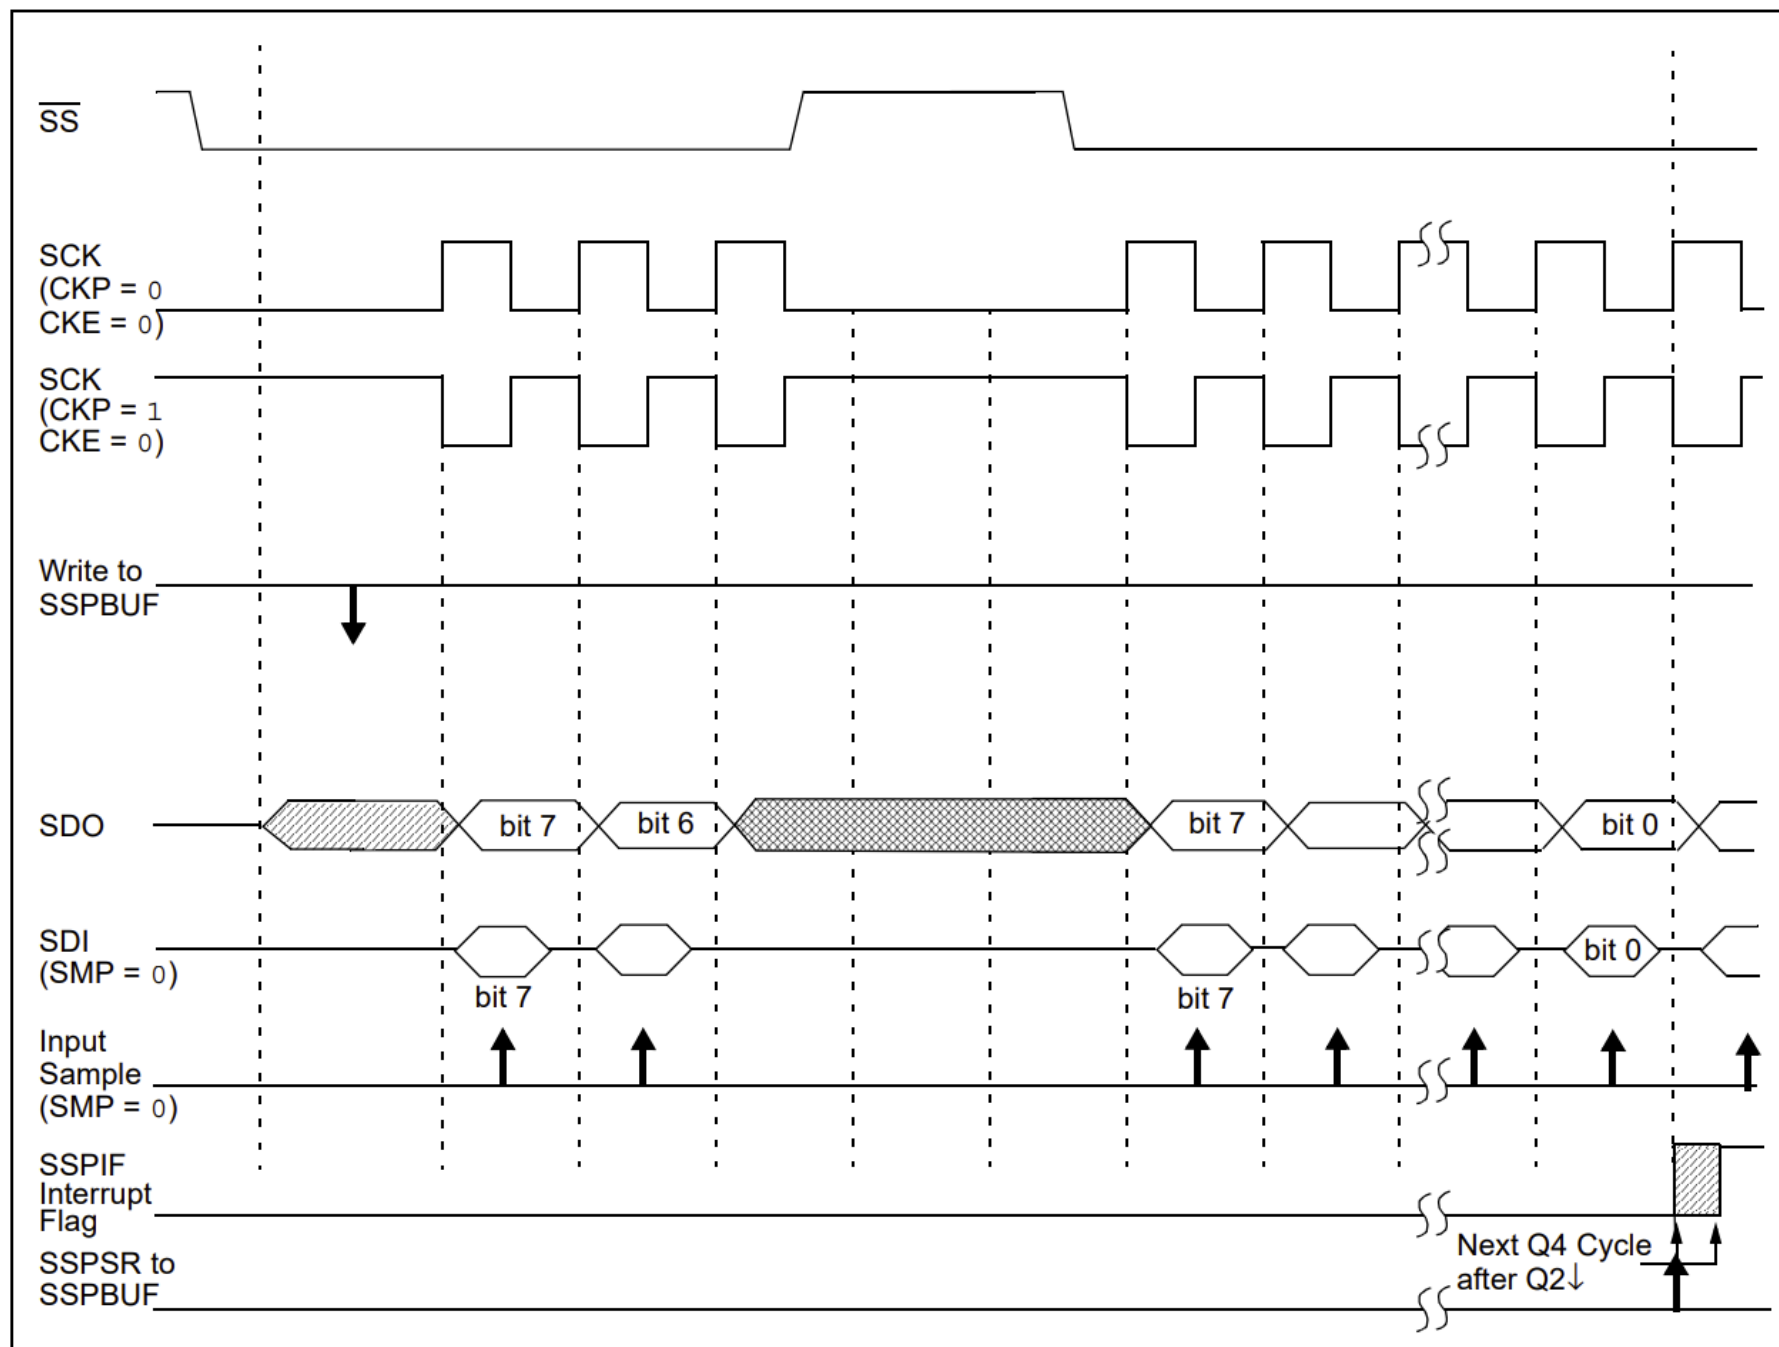 SS
SCK
(CKP = 0
CKE = 0)
SCK
(CKP = 1
CKE = 0)
Write to
SSPBUF
SDO
bit 7
bit 6
bit 7
bit 0
SDI
(SMP = 0)
bit 7
bit 7
bit 0
Input
Sample
(SMP = 0)
SSPIF
Interrupt
Flag
SSPSR to
SSPBUF
Next Q4 Cycle
after Q2↓